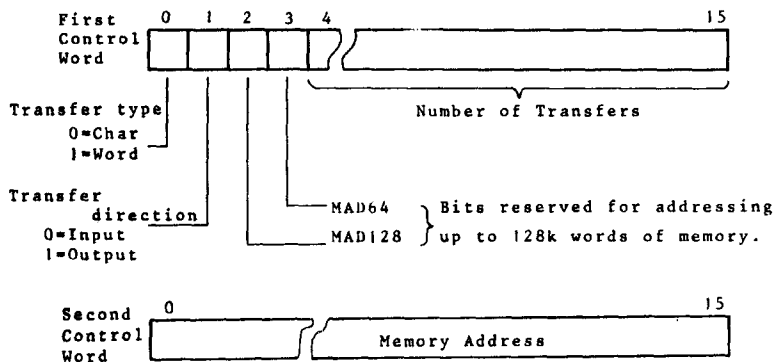 0 1 2 3 4 15
First
Control
Word
Number of Transfers
Transfer type
0=Char
1=Word
Transfer
direction
0=Input
1=Output
MAD64
MAD128
Bits reserved for addressing
up to 128k words of memory.
0 15
Second
Control
Word
Memory Address